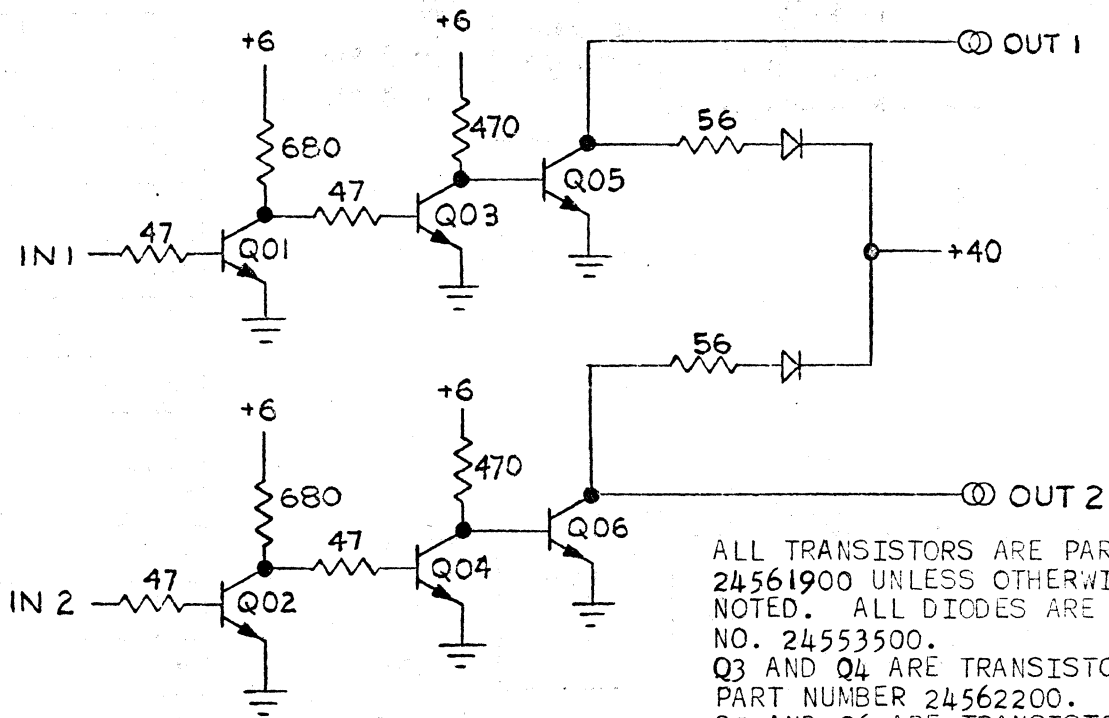 +6
+6
OUT 1
680
470
56
Q05
47
Q03
47
Q01
IN 1
+40
56
+6
+6
470
680
OUT 2
Q06
47
Q04
47
Q02
IN 2
ALL TRANSISTORS ARE PAR
24561900 UNLESS OTHERWI
NOTED. ALL DIODES ARE
NO. 24553500.
Q3 AND Q4 ARE TRANSISTO
PART NUMBER 24562200.